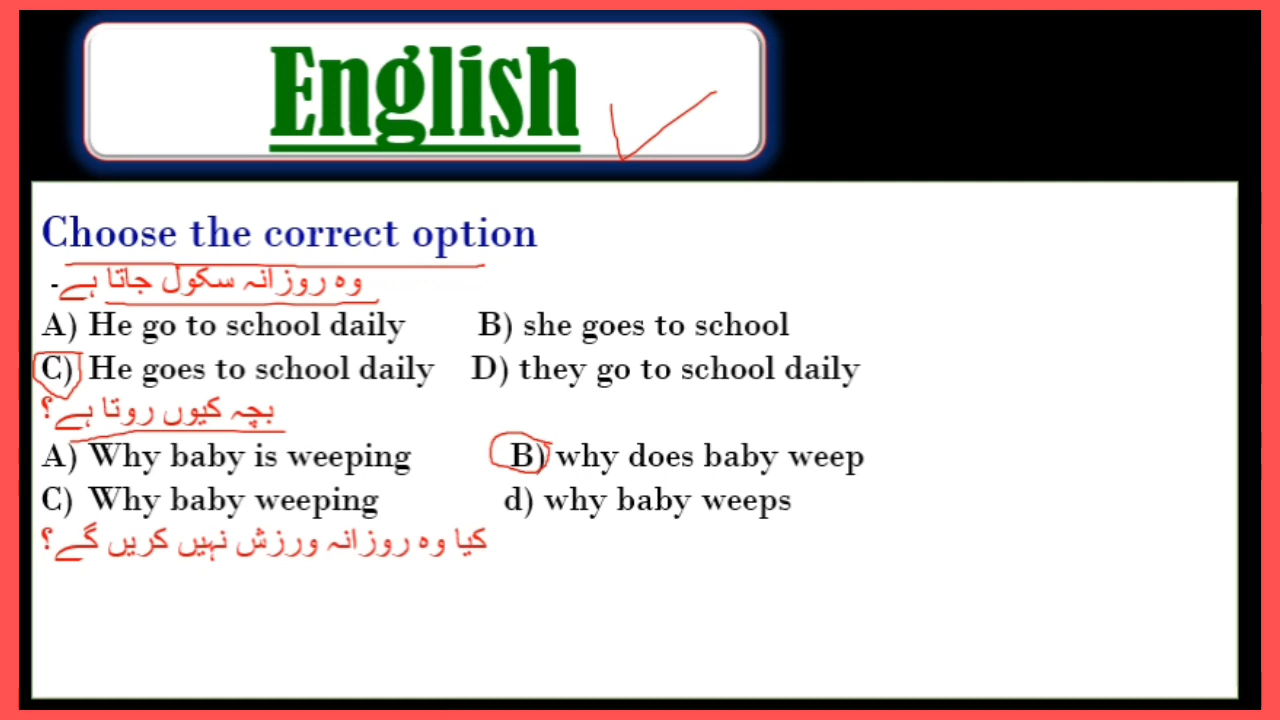 English
Choose the correct option
وہ روزانہ سکول جاتا ہے-
A) He go to school daily B) she goes to school
C) He goes to school daily D) they go to school daily
بچہ کیوں روتا ہے؟
A) Why baby is weeping B) why does baby weep
C) Why baby weeping d) why baby weeps
کیا وہ روزانہ ورزش نہیں کریں گے؟